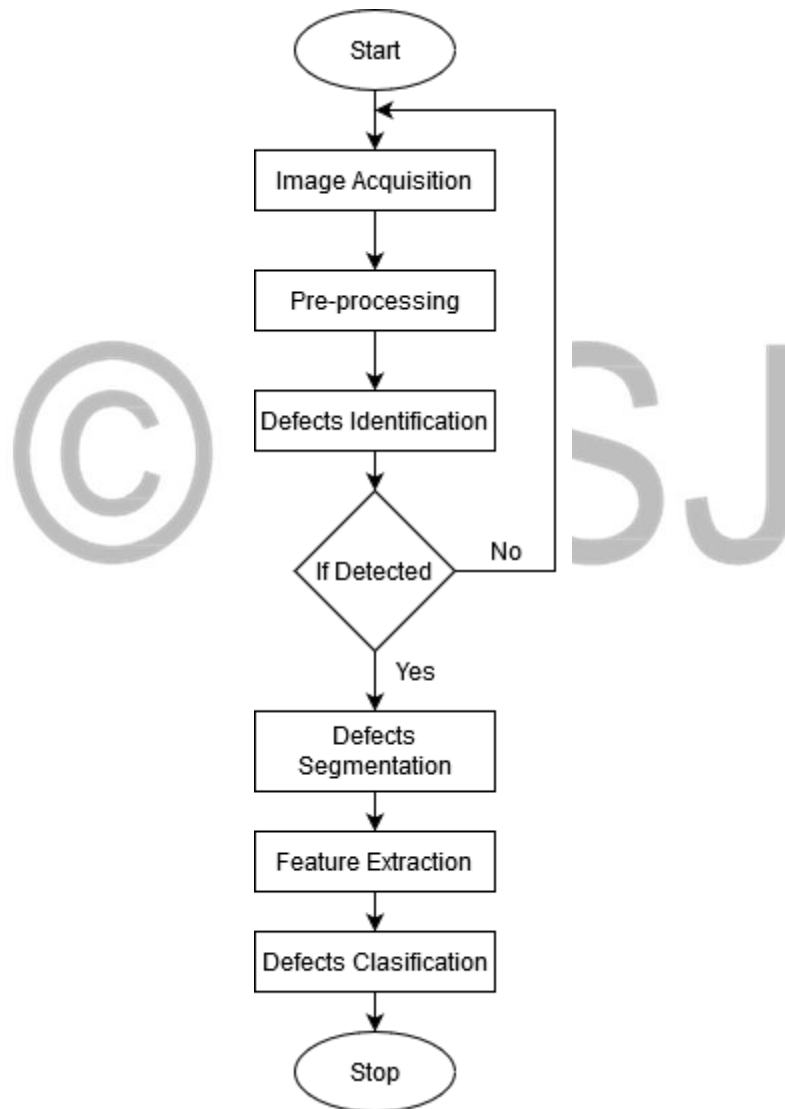 Start
Image Acquisition
Pre-processing
Defects Identification
© SJ
If Detected
No
Yes
Defects
Segmentation
Feature Extraction
Defects Clasification
Stop